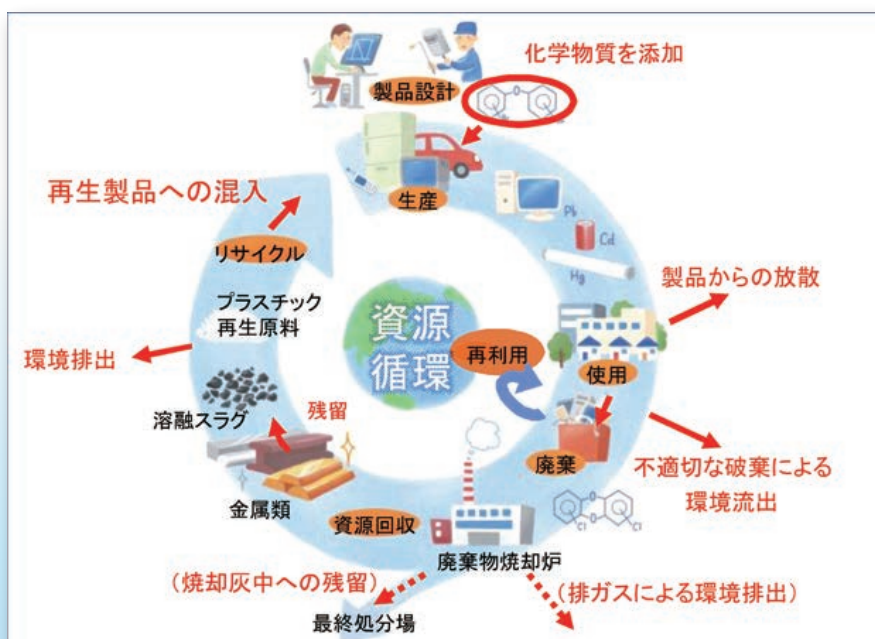 化学物質を添加
製品設計
生産
再生製品への混入
リサイクル
Pb
Cd
Hg
製品からの放散
プラスチック
再生原料
資源
循環
再利用
使用
環境排出
溶融スラグ
残留
廃棄
不適切な破棄による
環境流出
金属類
資源回収
廃棄物焼却炉
(焼却灰中への残留)
(排ガスによる環境排出)
最終処分場
O
O
O
Cl
Cl